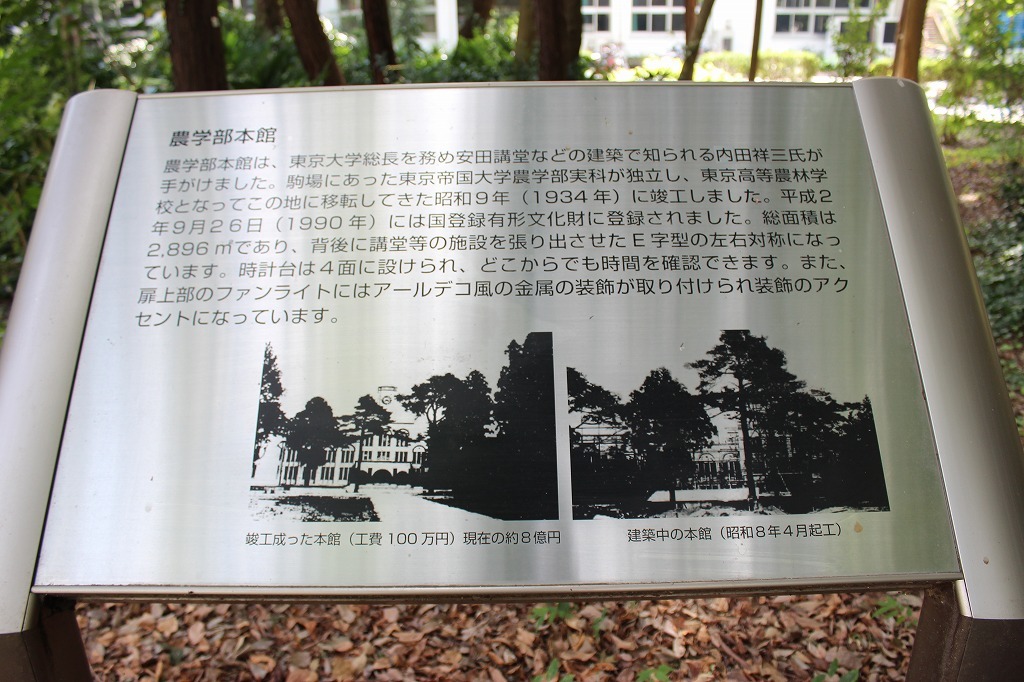 農学部本館
農学部本館は、東京大学総長を務め安田講堂などの建築で知られる内田祥三氏が
手がけました。駒場にあった東京帝国大学農学部実科が独立し、東京高等農林学
校となってこの地に移転してきた昭和９年（1934年）に竣工しました。平成２
年９月２６日（1990年）には国登録有形文化財に登録されました。総面積は
2,896㎡であり、背後に講堂等の施設を張り出させたＥ字型の左右対称になっ
ています。時計台は４面に設けられ、どこからでも時間を確認できます。また、
扉上部のファンライトにはアールデコ風の金属の装飾が取り付けられ装飾のアク
セントになっています。
竣工成った本館（工費100万円）現在の約８億円
建築中の本館（昭和８年４月起工）